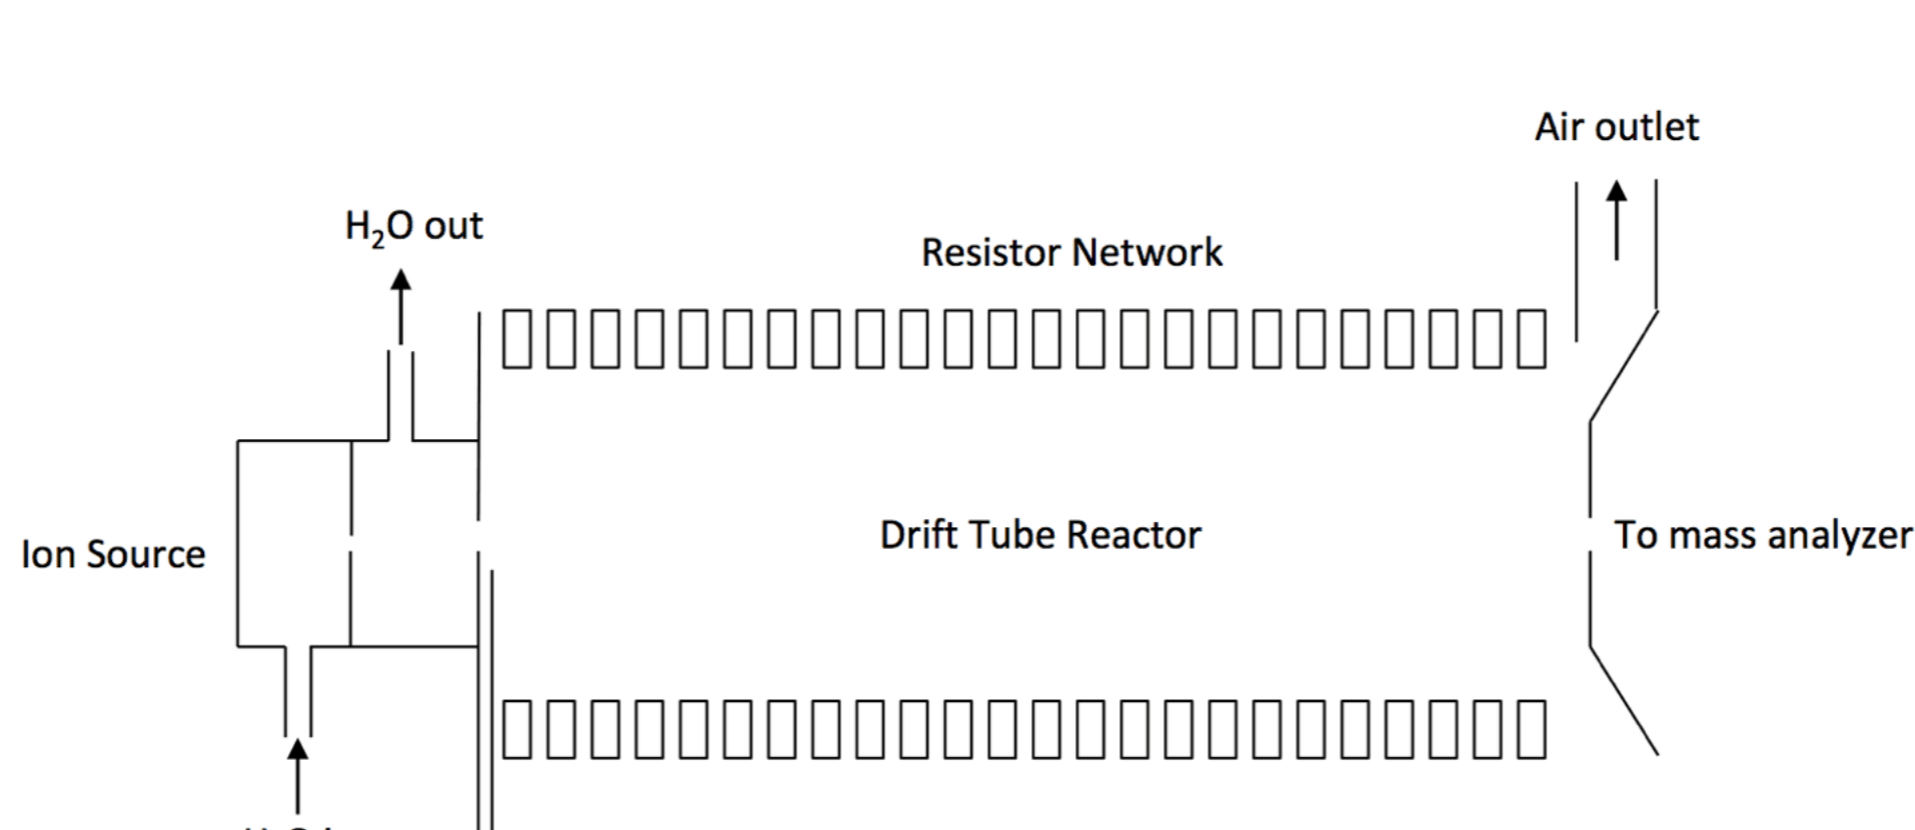 Air outlet
H₂O out
Resistor Network
Ion Source
Drift Tube Reactor
To mass analyzer